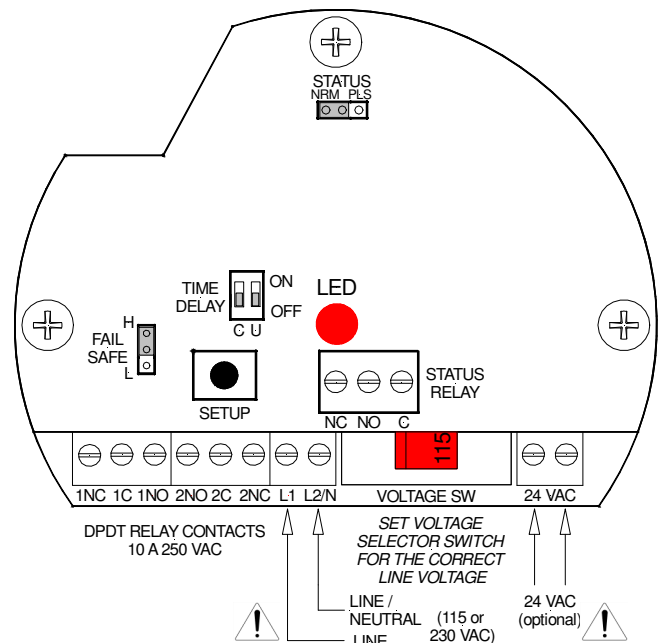 STATUS
NRM PLS
TIME
DELAY
ON
OFF
C U
LED
H
FAIL
SAFE
L
SETUP
STATUS
RELAY
NC NO C
115
1NC 1C 1NO 2NO 2C 2NC L1 L2/N VOLTAGE SW 24 VAC
DPDT RELAY CONTACTS
10 A 250 VAC
SET VOLTAGE
SELECTOR SWITCH
FOR THE CORRECT
LINE VOLTAGE
LINE /
NEUTRAL
LINE
(115 or
230 VAC)
24 VAC
(optional)
!
!